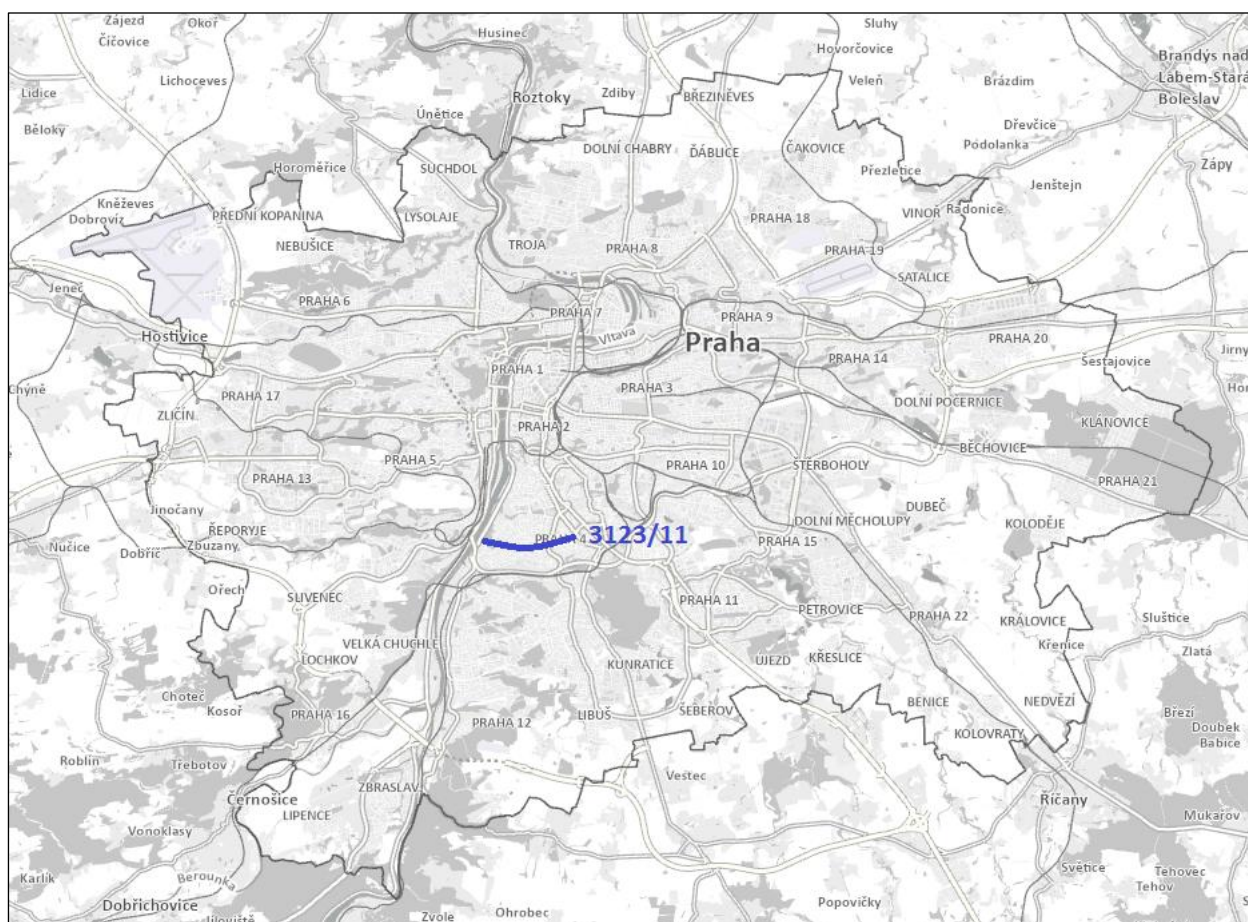 Zájezd
Okoř
Číčovice
Husinec
Sluhy
Hovorčovice
Brandýs nad
Labem-Stará
Boleslav
Lichoceves
Lidice
Běloky
Roztoky
Zdiby
BŘEZINĚVES
Veleň
Brázdim
Únětice
Dřevčice
Podolanka
Horoměřice
SUCHDOL
DOLNÍ CHABRY
ĎÁBLICE
ČAKOVICE
Přezletice
Zápy
Jenštejn
Kněževes
Dobrovíz
PŘEDNÍ KOPANINA
LYSOLAJE
PRAHA 18
VINOŘ
Radonice
NEBUŠICE
TROJA
PRAHA 8
PRAHA 19
SATALICE
Jeneč
PRAHA 6
PRAHA 7
PRAHA 9
Hostivice
Vltava
Praha
PRAHA 20
Jirny
PRAHA 14
Šestajovice
PRAHA 1
PRAHA 3
Chýně
PRAHA 17
ZLIČÍN
DOLNÍ POČERNICE
KLÁNOVICE
PRAHA 2
BĚCHOVICE
PRAHA 5
PRAHA 10
ŠTĚRBOHOLY
PRAHA 13
PRAHA 21
DUBEČ
Jinočany
ŘEPORYJE
DOLNÍ MĚCHOLUPY
KOLODĚJE
Nučice
Dobříč
Zbuzany
PRAHA 4
3123/11
PRAHA 15
Ořech
SLIVENEC
PRAHA 11
PETROVICE
PRAHA 22
KRÁLOVICE
Sluštice
VELKÁ CHUCHLE
Křenice
Zlatá
LOCHKOV
KUNRATICE
ÚJEZD
KŘESLICE
Choteč
Kosoř
PRAHA 16
PRAHA 12
LIBUŠ
ŠEBEROV
BENICE
NEDVĚZÍ
Březí
Doubek
Babice
KOLOVRATY
Roblín
Třebotov
Vestec
Černošice
ZBRASLAV
LIPENCE
Říčany
Mukařov
Vonoklasy
Karlík
Berounka
Světice
Tehovec
Tehov
Dobřichovice
Jíloviště
Zvole
Ohrobec
Popovičky